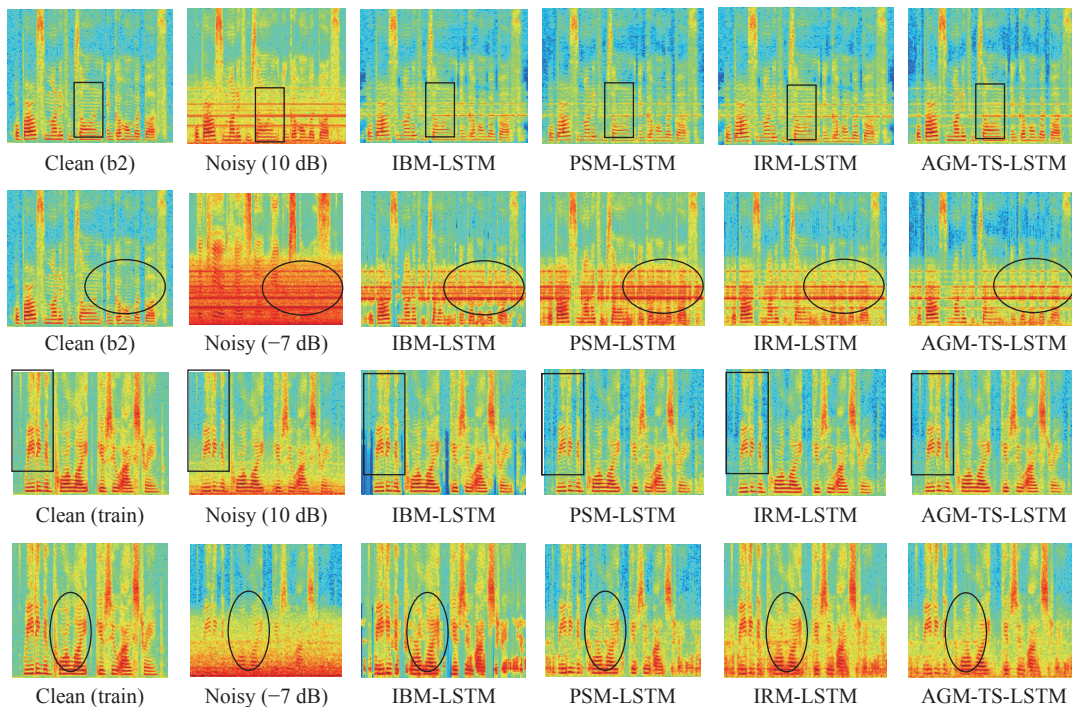 Clean (b2) Noisy (10 dB) IBM-LSTM PSM-LSTM IRM-LSTM AGM-TS-LSTM
Clean (b2) Noisy (−7 dB) IBM-LSTM PSM-LSTM IRM-LSTM AGM-TS-LSTM
Clean (train) Noisy (10 dB) IBM-LSTM PSM-LSTM IRM-LSTM AGM-TS-LSTM
Clean (train) Noisy (−7 dB) IBM-LSTM PSM-LSTM IRM-LSTM AGM-TS-LSTM